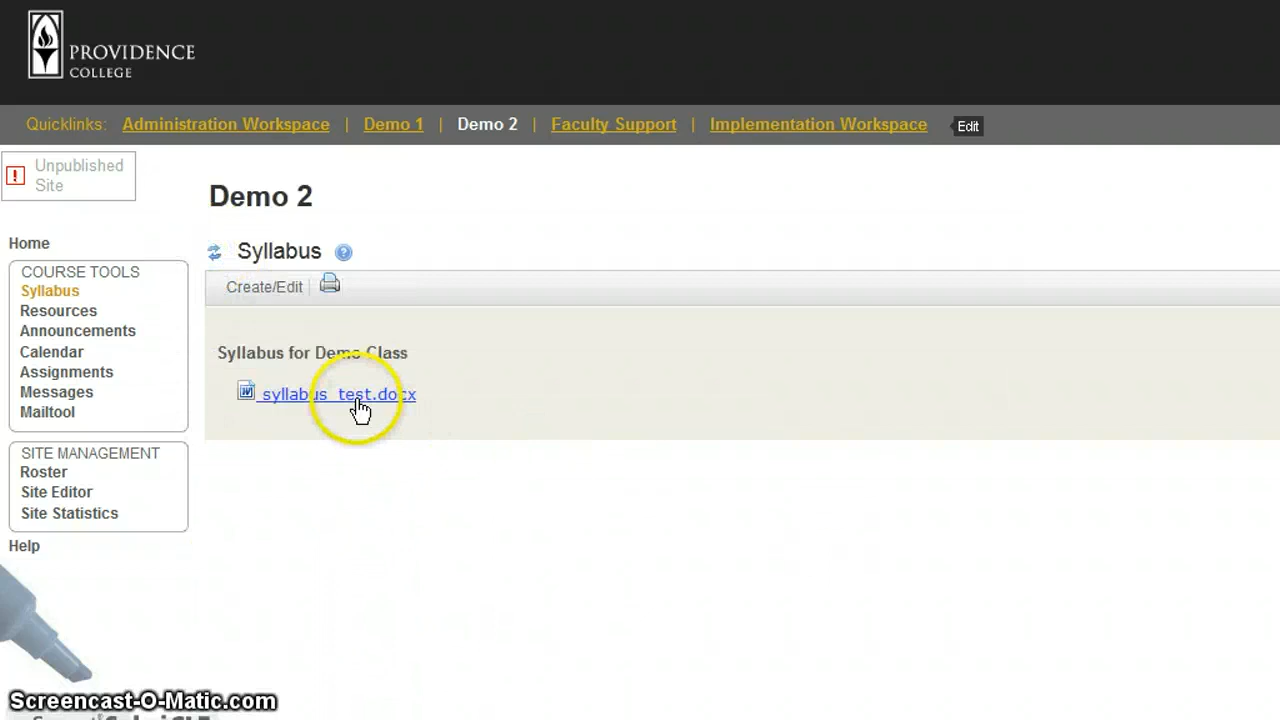 PROVIDENCE
COLLEGE
Quicklinks: Administration Workspace | Demo 1 | Demo 2 | Faculty Support | Implementation Workspace Edit
! Unpublished
Site
Demo 2
Syllabus ?
Create/Edit |
Home
COURSE TOOLS
Syllabus
Resources
Announcements
Calendar
Assignments
Messages
Mailtool
Syllabus for Demo Class
W syllabus_test.docx
SITE MANAGEMENT
Roster
Site Editor
Site Statistics
Help
Screencast-O-Matic.com